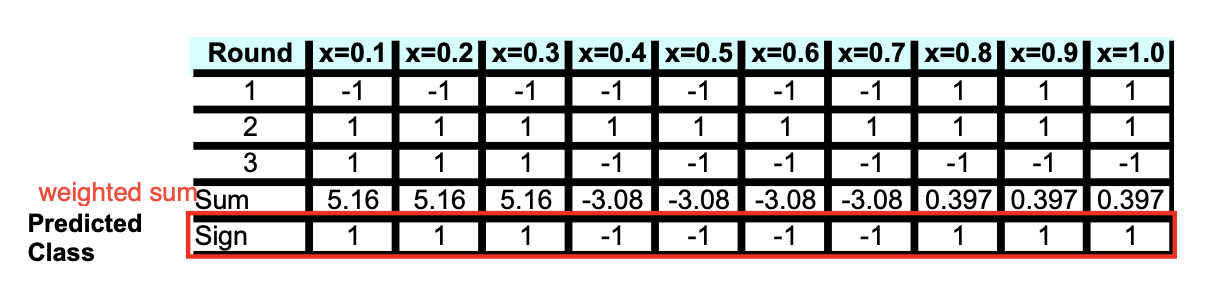 Round x=0.1 x=0.2 x=0.3 x=0.4 x=0.5 x=0.6 x=0.7 x=0.8 x=0.9 x=1.0
1 -1 -1 -1 -1 -1 -1 -1 1 1 1
2 1 1 1 1 1 1 1 1 1 1
3 1 1 1 -1 -1 -1 -1 -1 -1 -1
weighted sum Sum 5.16 5.16 5.16 -3.08 -3.08 -3.08 -3.08 0.397 0.397 0.397
Predicted
Class
Sign 1 1 1 -1 -1 -1 -1 1 1 1